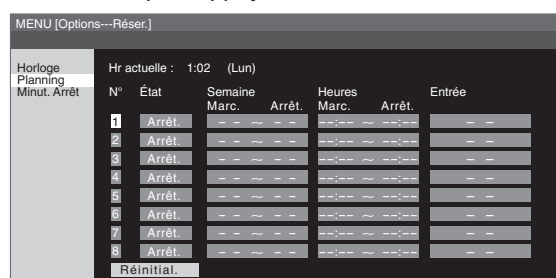 MENU [Options---Réser.]
Horloge
Planning
Minut. Arrêt
Hr actuelle : 1:02 (Lun)
N° État Semaine Heures Entrée
Marc. Arrêt. Marc. Arrêt.
1 Arrêt. – – ~ – – --:-- ~ --:-- – –
2 Arrêt. – – ~ – – --:-- ~ --:-- – –
3 Arrêt. – – ~ – – --:-- ~ --:-- – –
4 Arrêt. – – ~ – – --:-- ~ --:-- – –
5 Arrêt. – – ~ – – --:-- ~ --:-- – –
6 Arrêt. – – ~ – – --:-- ~ --:-- – –
7 Arrêt. – – ~ – – --:-- ~ --:-- – –
8 Arrêt. – – ~ – – --:-- ~ --:-- – –
Réinitial.